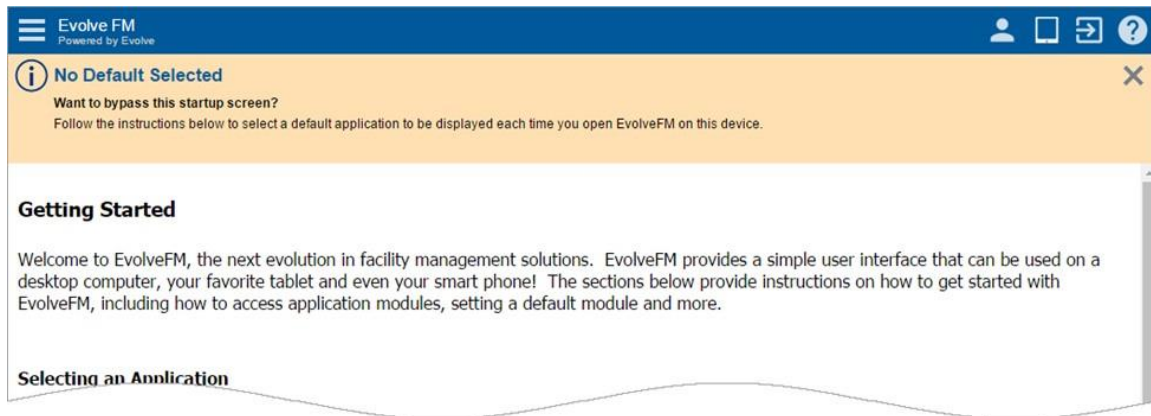 Evolve FM
Powered by Evolve
No Default Selected
Want to bypass this startup screen?
Follow the instructions below to select a default application to be displayed each time you open EvolveFM on this device.
Getting Started
Welcome to EvolveFM, the next evolution in facility management solutions.  EvolveFM provides a simple user interface that can be used on a
desktop computer, your favorite tablet and even your smart phone!  The sections below provide instructions on how to get started with
EvolveFM, including how to access application modules, setting a default module and more.
Selecting an Application